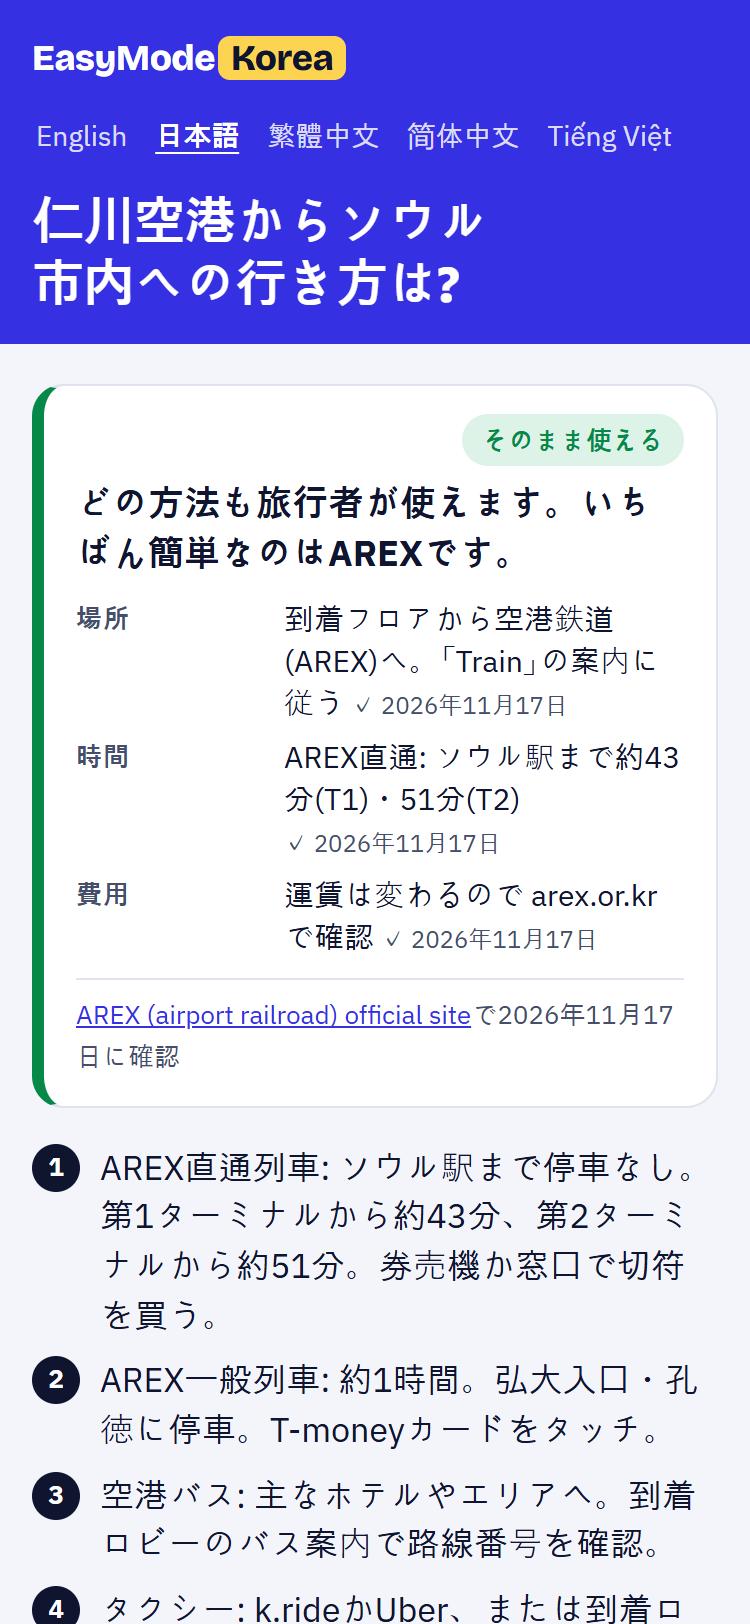 EasyMode Korea
English 日本語 繁體中文 简体中文 Tiếng Việt
仁川空港からソウル
市内への行き方は?
そのまま使える
どの方法も旅行者が使えます。いち
ばん簡単なのはAREXです。
場所 到着フロアから空港鉄道
(AREX)へ。「Train」の案内に
従う ✓ 2026年11月17日
時間 AREX直通: ソウル駅まで約43
分(T1)・51分(T2)
✓ 2026年11月17日
費用 運賃は変わるので arex.or.kr
で確認 ✓ 2026年11月17日
AREX (airport railroad) official siteで2026年11月17
日に確認
1 AREX直通列車: ソウル駅まで停車なし。
第1ターミナルから約43分、第2ターミ
ナルから約51分。券売機か窓口で切符
を買う。
2 AREX一般列車: 約1時間。弘大入口・孔
徳に停車。T-moneyカードをタッチ。
3 空港バス: 主なホテルやエリアへ。到着
ロビーのバス案内で路線番号を確認。
4 タクシー: k.rideかUber、または到着ロ